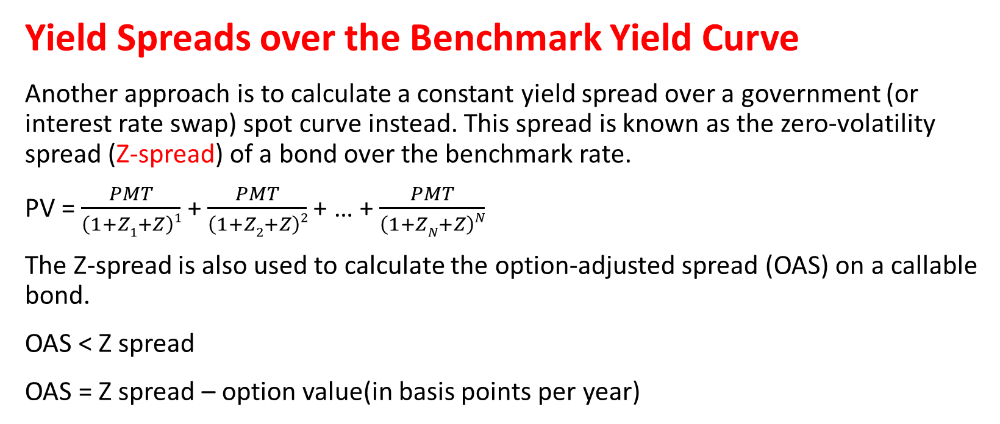 Yield Spreads over the Benchmark Yield Curve
Another approach is to calculate a constant yield spread over a government (or
interest rate swap) spot curve instead. This spread is known as the zero-volatility
spread (Z-spread) of a bond over the benchmark rate.
PV = \frac{PMT}{(1+Z_1+Z)^1} + \frac{PMT}{(1+Z_2+Z)^2} + ... + \frac{PMT}{(1+Z_N+Z)^N}
The Z-spread is also used to calculate the option-adjusted spread (OAS) on a callable
bond.
OAS < Z spread
OAS = Z spread – option value(in basis points per year)